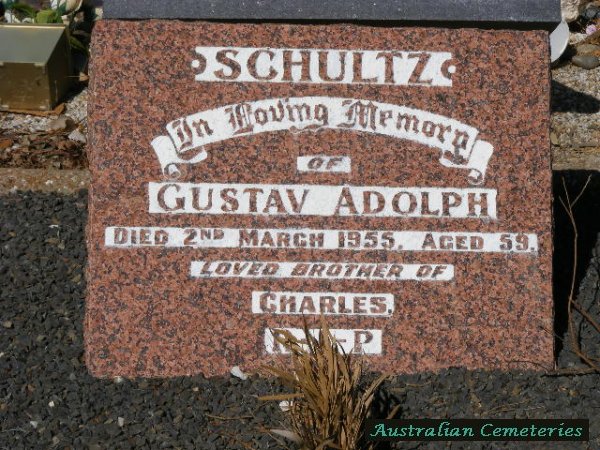 SCHULTZ
In Loving Memory
OF
GUSTAV ADOLPH
DIED 2ND MARCH 1955. AGED 59.
LOVED BROTHER OF
CHARLES.
R-I-P
Australian Cemeteries